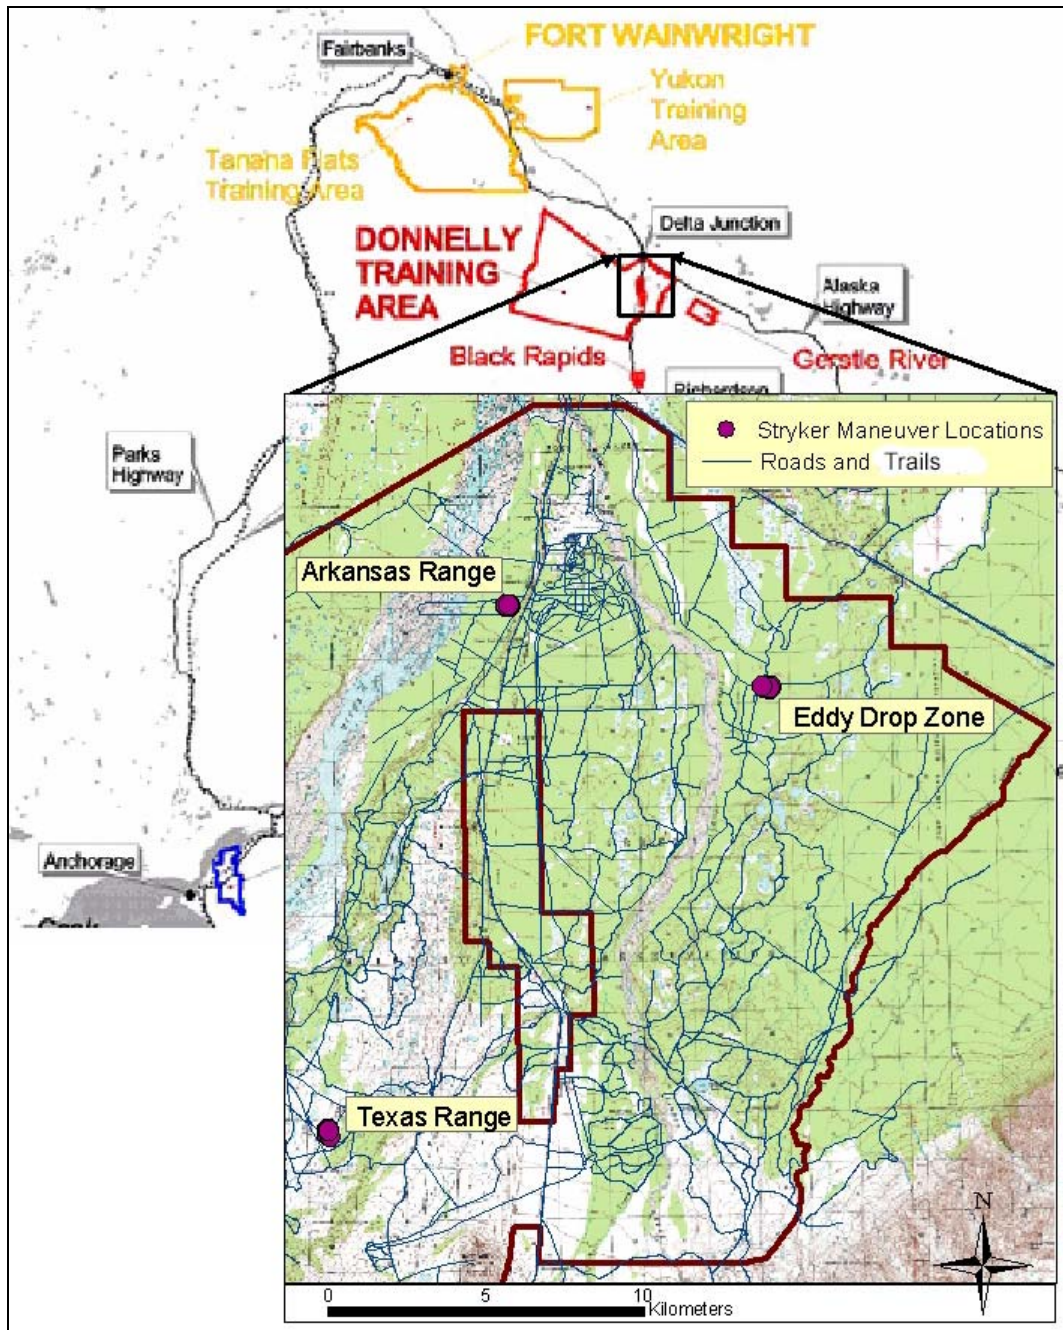 FORT WAINWRIGHT
Fairbanks
Yukon
Training
Area
Tanana Flats
Training Area
Delta Junction
DONNELLY
TRAINING
AREA
Alaska
Highway
Black Rapids
Gerstle River
Richardson
Parks
Highway
Anchorage
Stryker Maneuver Locations
Roads and Trails
Arkansas Range
Eddy Drop Zone
Texas Range
N
0 5 10
Kilometers